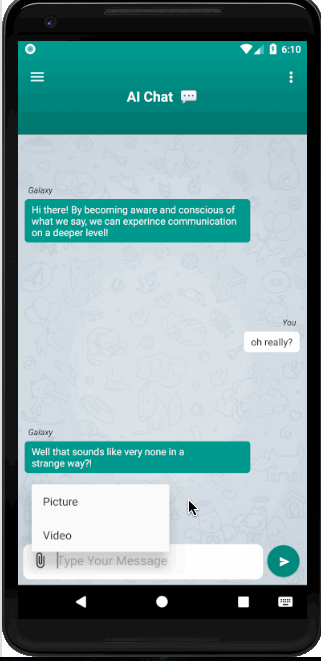 6:10
AI Chat 💬
Galaxy
Hi there! By becoming aware and conscious of
what we say, we can experince communication
on a deeper level!
You
oh really?
Galaxy
Well that sounds like very none in a
strange way?!
Picture
Video
Type Your Message